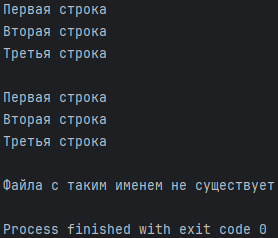 Первая строка
Вторая строка
Третья строка
Первая строка
Вторая строка
Третья строка
Файла с таким именем не существует
Process finished with exit code 0